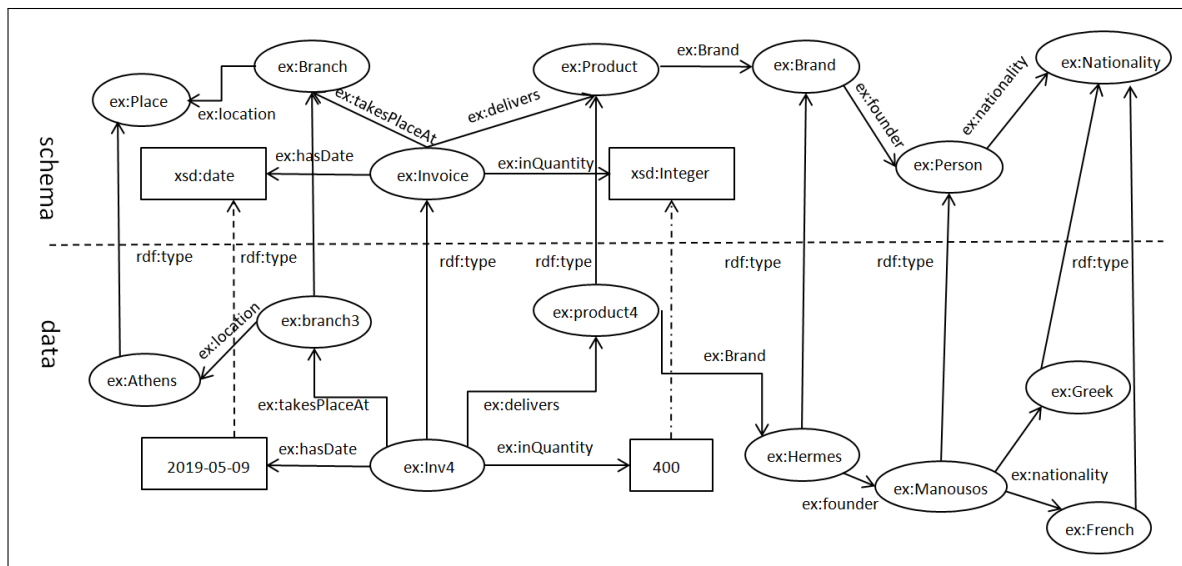 ex:Brand
ex:Branch
ex:Product
ex:Brand
ex:Nationality
ex:Place
ex:location
ex:takesPlaceAt
ex:delivers
ex:founder
ex:nationality
schema
ex:hasDate
ex:inQuantity
xsd:date
ex:Invoice
xsd:Integer
ex:Person
rdf:type
rdf:type
rdf:type
rdf:type
rdf:type
rdf:type
rdf:type
data
ex:location
ex:branch3
ex:product4
ex:Brand
ex:Athens
ex:Greek
ex:takesPlaceAt
ex:delivers
ex:hasDate
ex:inQuantity
2019-05-09
ex:Inv4
400
ex:Hermes
ex:nationality
ex:Manousos
ex:founder
ex:French